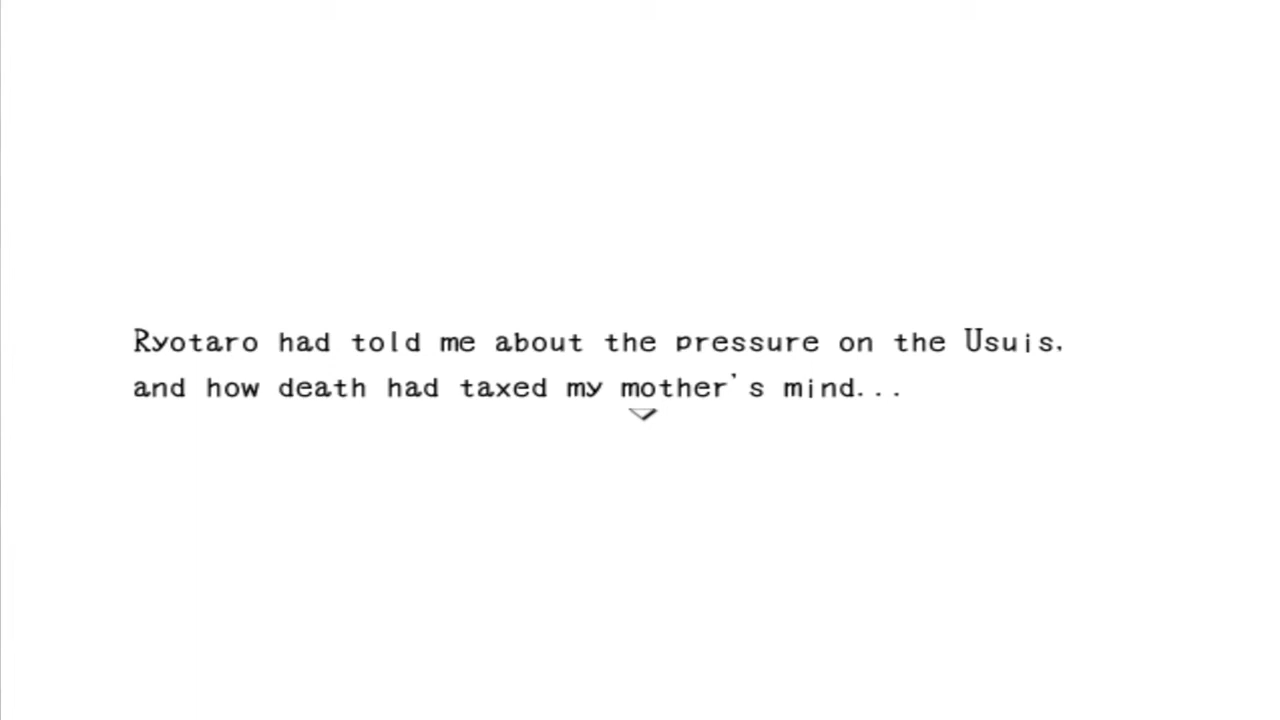 Ryotaro had told me about the pressure on the Usuis,
and how death had taxed my mother's mind...